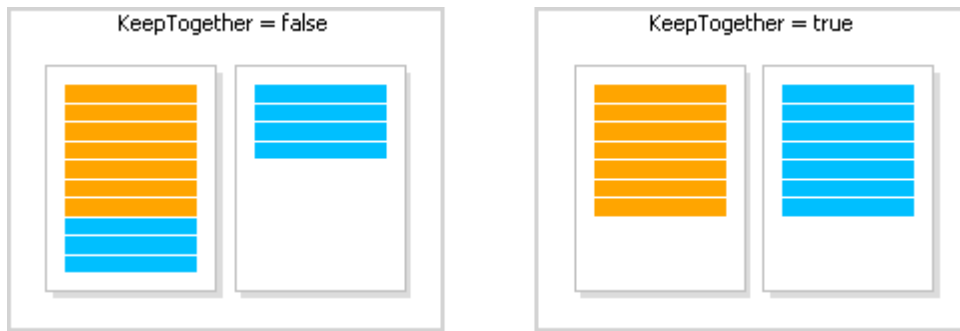 KeepTogether = false
KeepTogether = true